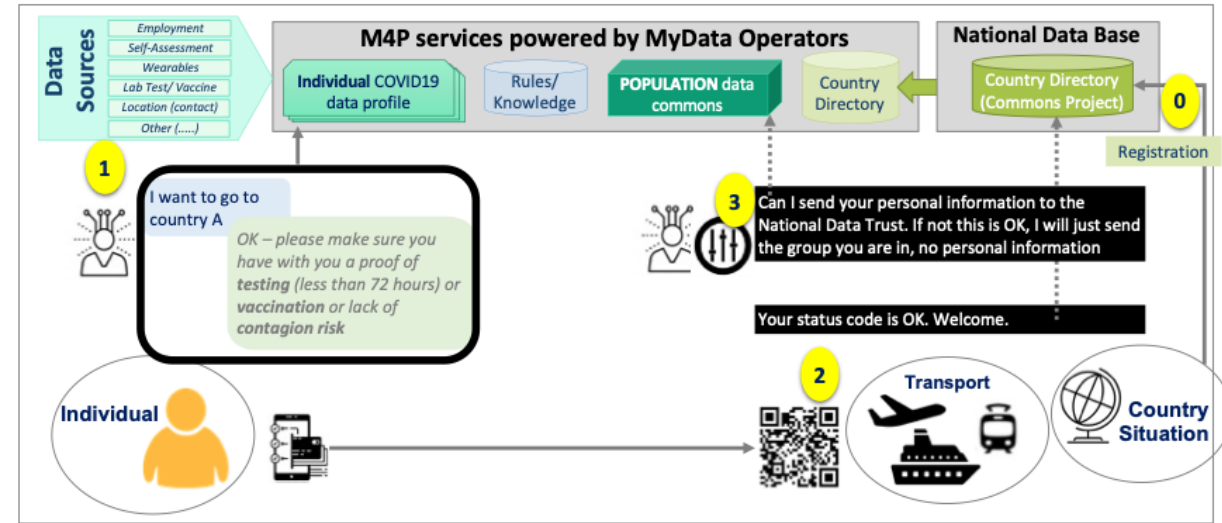 Data
Sources
Employment
Self-Assessment
Wearables
Lab Test/ Vaccine
Location (contact)
Other (.....)
M4P services powered by MyData Operators
Individual COVID19
data profile
Rules/
Knowledge
POPULATION data
commons
Country
Directory
National Data Base
Country Directory
(Commons Project)
0
Registration
1
I want to go to
country A
OK – please make sure you
have with you a proof of
testing (less than 72 hours) or
vaccination or lack of
contagion risk
3
Can I send your personal information to the
National Data Trust. If not this is OK, I will just send
the group you are in, no personal information
Your status code is OK. Welcome.
2
Individual
Transport
Country
Situation